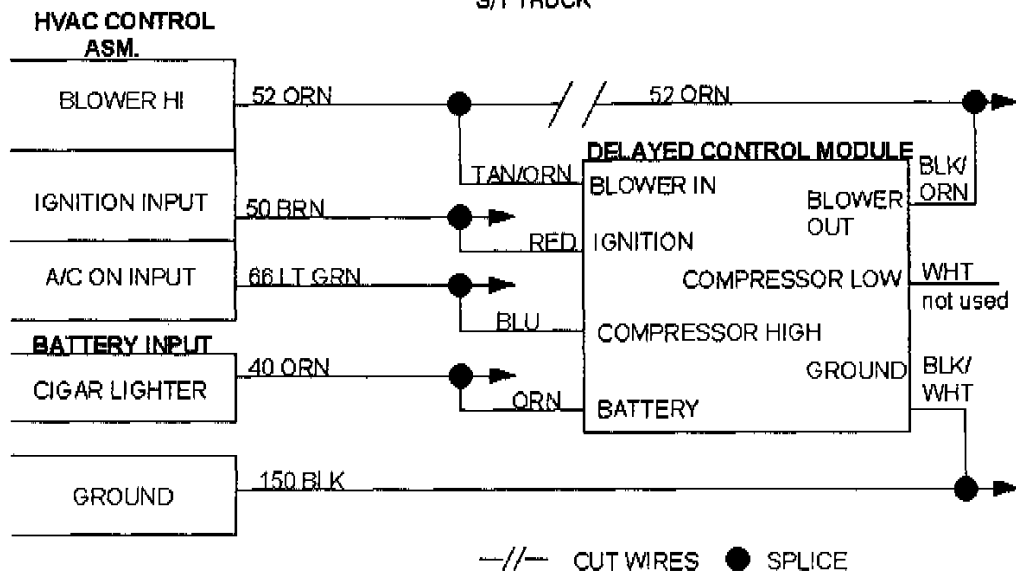 S/T TRUCK
HVAC CONTROL
ASM.
BLOWER HI
52 ORN
52 ORN
DELAYED CONTROL MODULE
TAN/ORN
BLOWER IN
BLK/
ORN
BLOWER
OUT
IGNITION INPUT
50 BRN
RED
IGNITION
A/C ON INPUT
66 LT GRN
COMPRESSOR LOW
WHT
not used
BLU
COMPRESSOR HIGH
BATTERY INPUT
CIGAR LIGHTER
40 ORN
ORN
BATTERY
GROUND
BLK/
WHT
GROUND
150 BLK
CUT WIRES
SPLICE